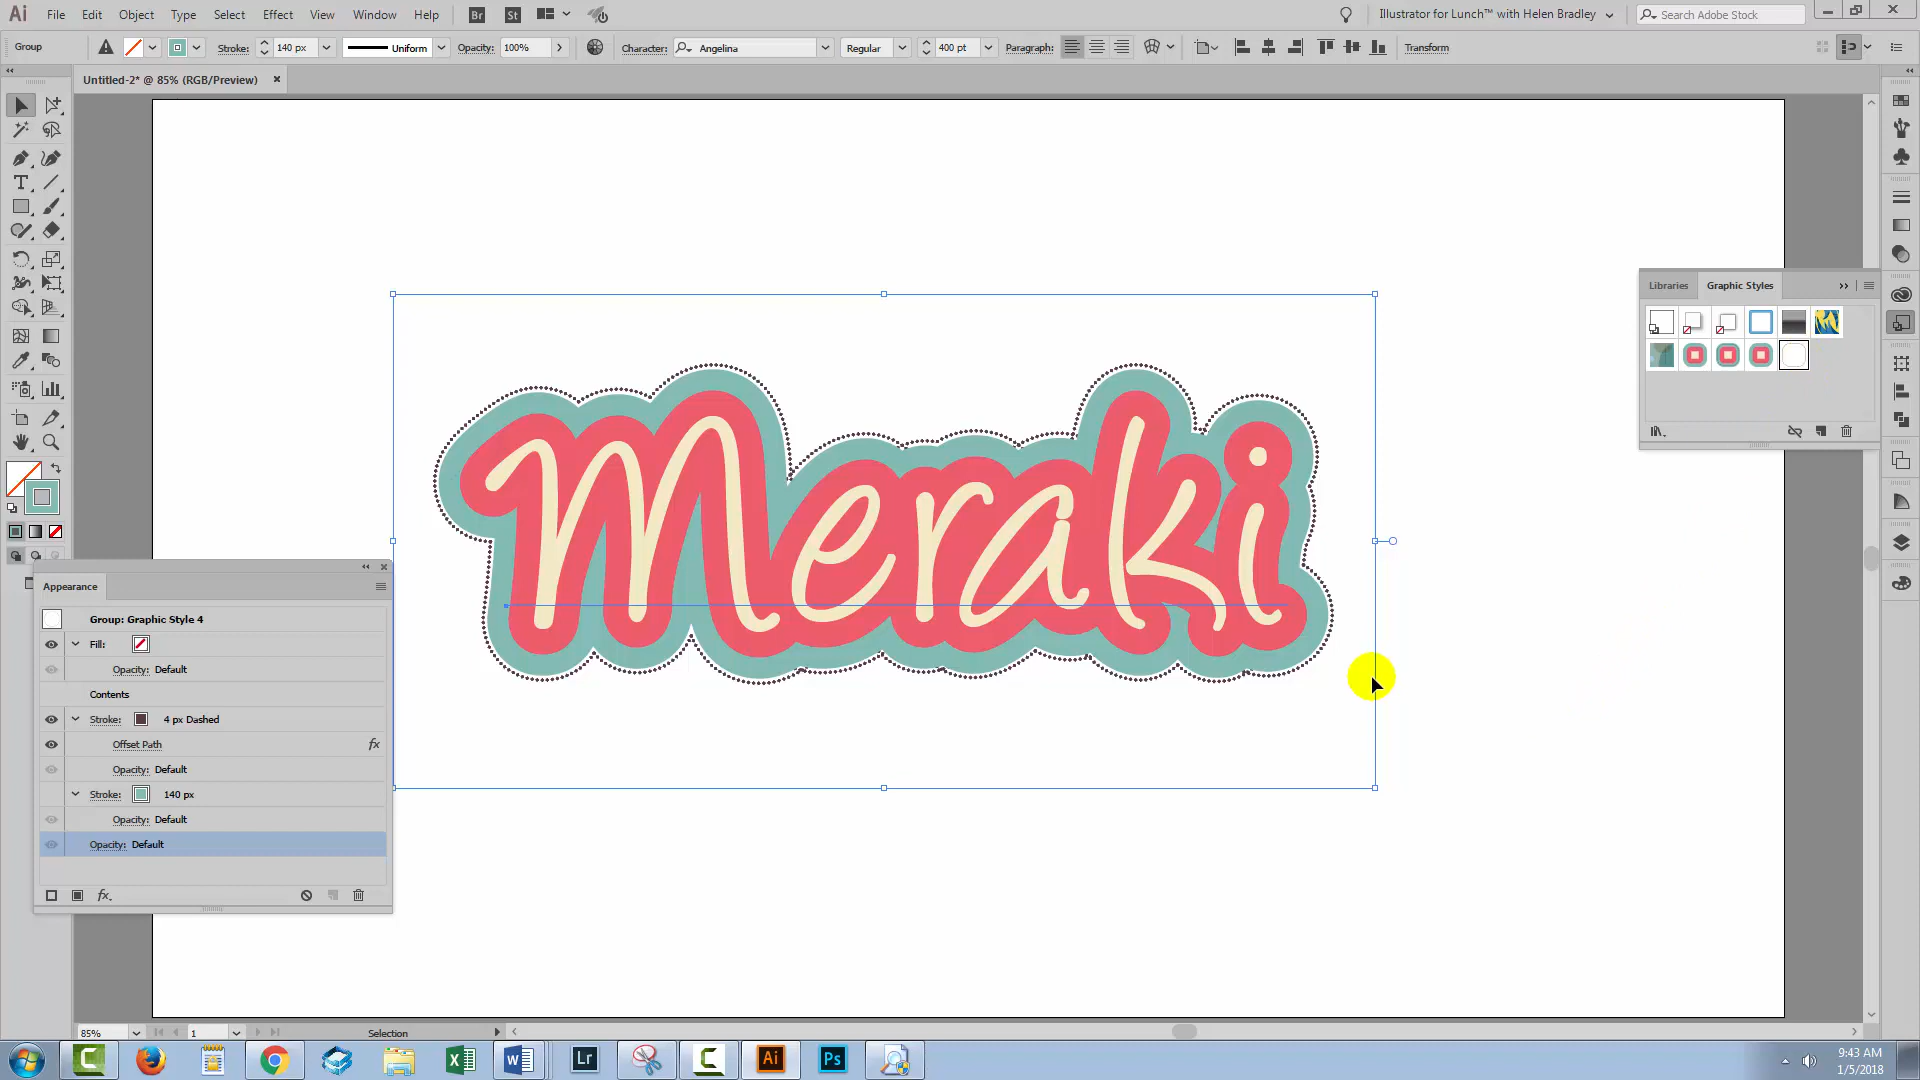 Ai File Edit Object Type Select Effect View Window Help Br St Illustrator for Lunch™ with Helen Bradley Search Adobe Stock
Group Stroke: 140 px Uniform Opacity: 100% Character: Angelina Regular 400 pt Paragraph: Transform
Untitled-2* @ 85% (RGB/Preview)
Libraries Graphic Styles
Meraki
Appearance
Group: Graphic Style 4
Fill:
Opacity: Default
Contents
Stroke: 4 px Dashed
Offset Path fx
Opacity: Default
Stroke: 140 px
Opacity: Default
Opacity: Default
fx.
85% 1 Selection
Lr Ai Ps
9:43 AM
1/5/2018